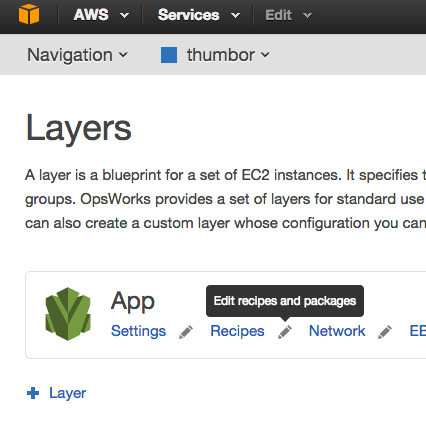 AWS Services Edit
Navigation thumbor
Layers
A layer is a blueprint for a set of EC2 instances. It specifies
groups. OpsWorks provides a set of layers for standard use
can also create a custom layer whose configuration you can
App
Edit recipes and packages
Settings Recipes Network
Layer